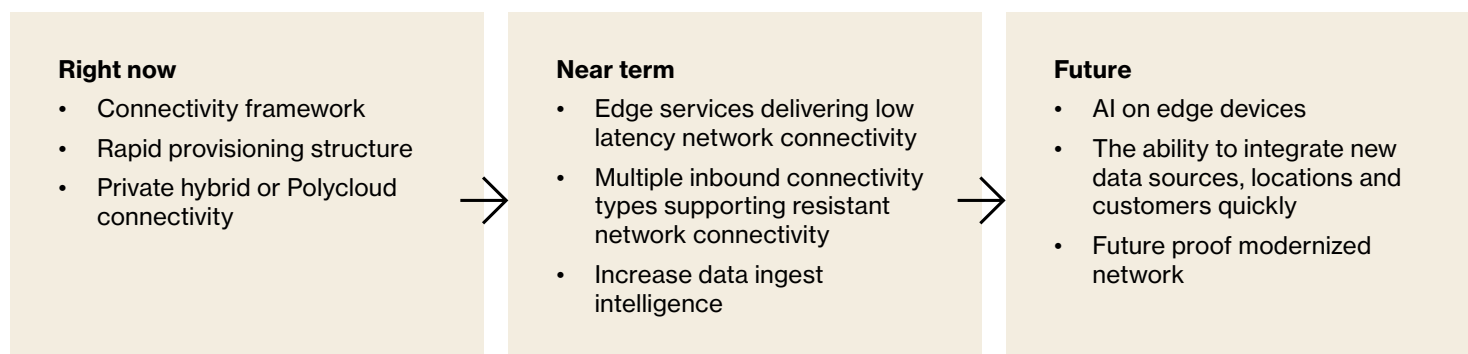 Right now
• Connectivity framework
• Rapid provisioning structure
• Private hybrid or Polycloud
connectivity
Near term
• Edge services delivering low
latency network connectivity
• Multiple inbound connectivity
types supporting resistant
network connectivity
• Increase data ingest
intelligence
Future
• AI on edge devices
• The ability to integrate new
data sources, locations and
customers quickly
• Future proof modernized
network